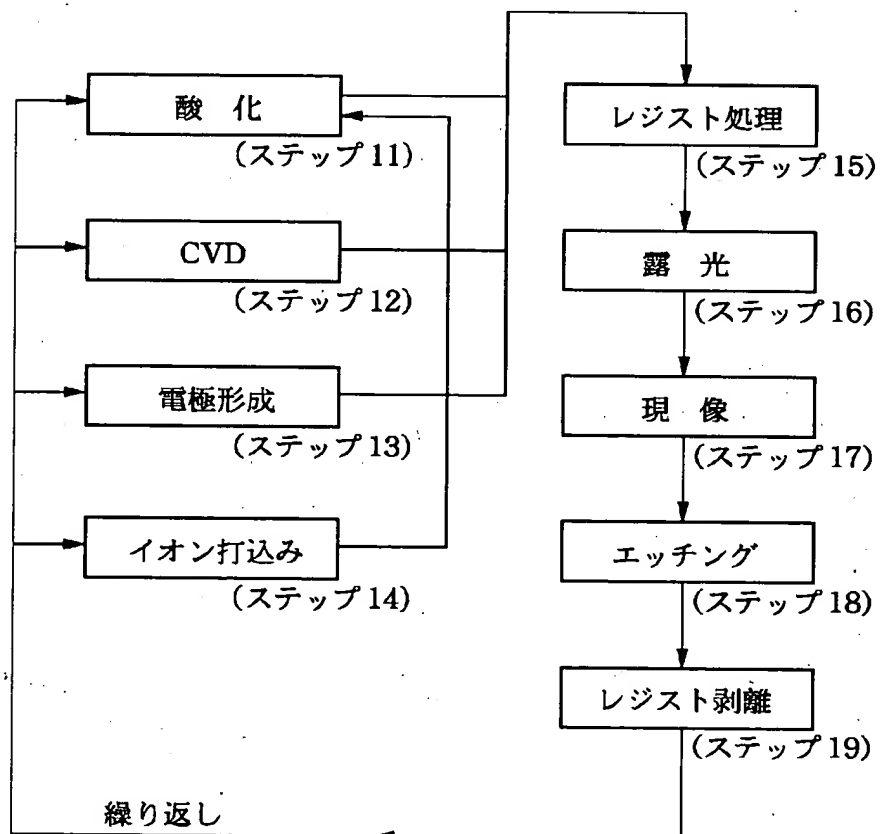 酸 化
(ステップ11)
CVD
(ステップ12)
電極形成
(ステップ13)
イオン打込み
(ステップ14)
レジスト処理
(ステップ15)
露 光
(ステップ16)
現 像
(ステップ17)
エッチング
(ステップ18)
レジスト剥離
(ステップ19)
繰り返し